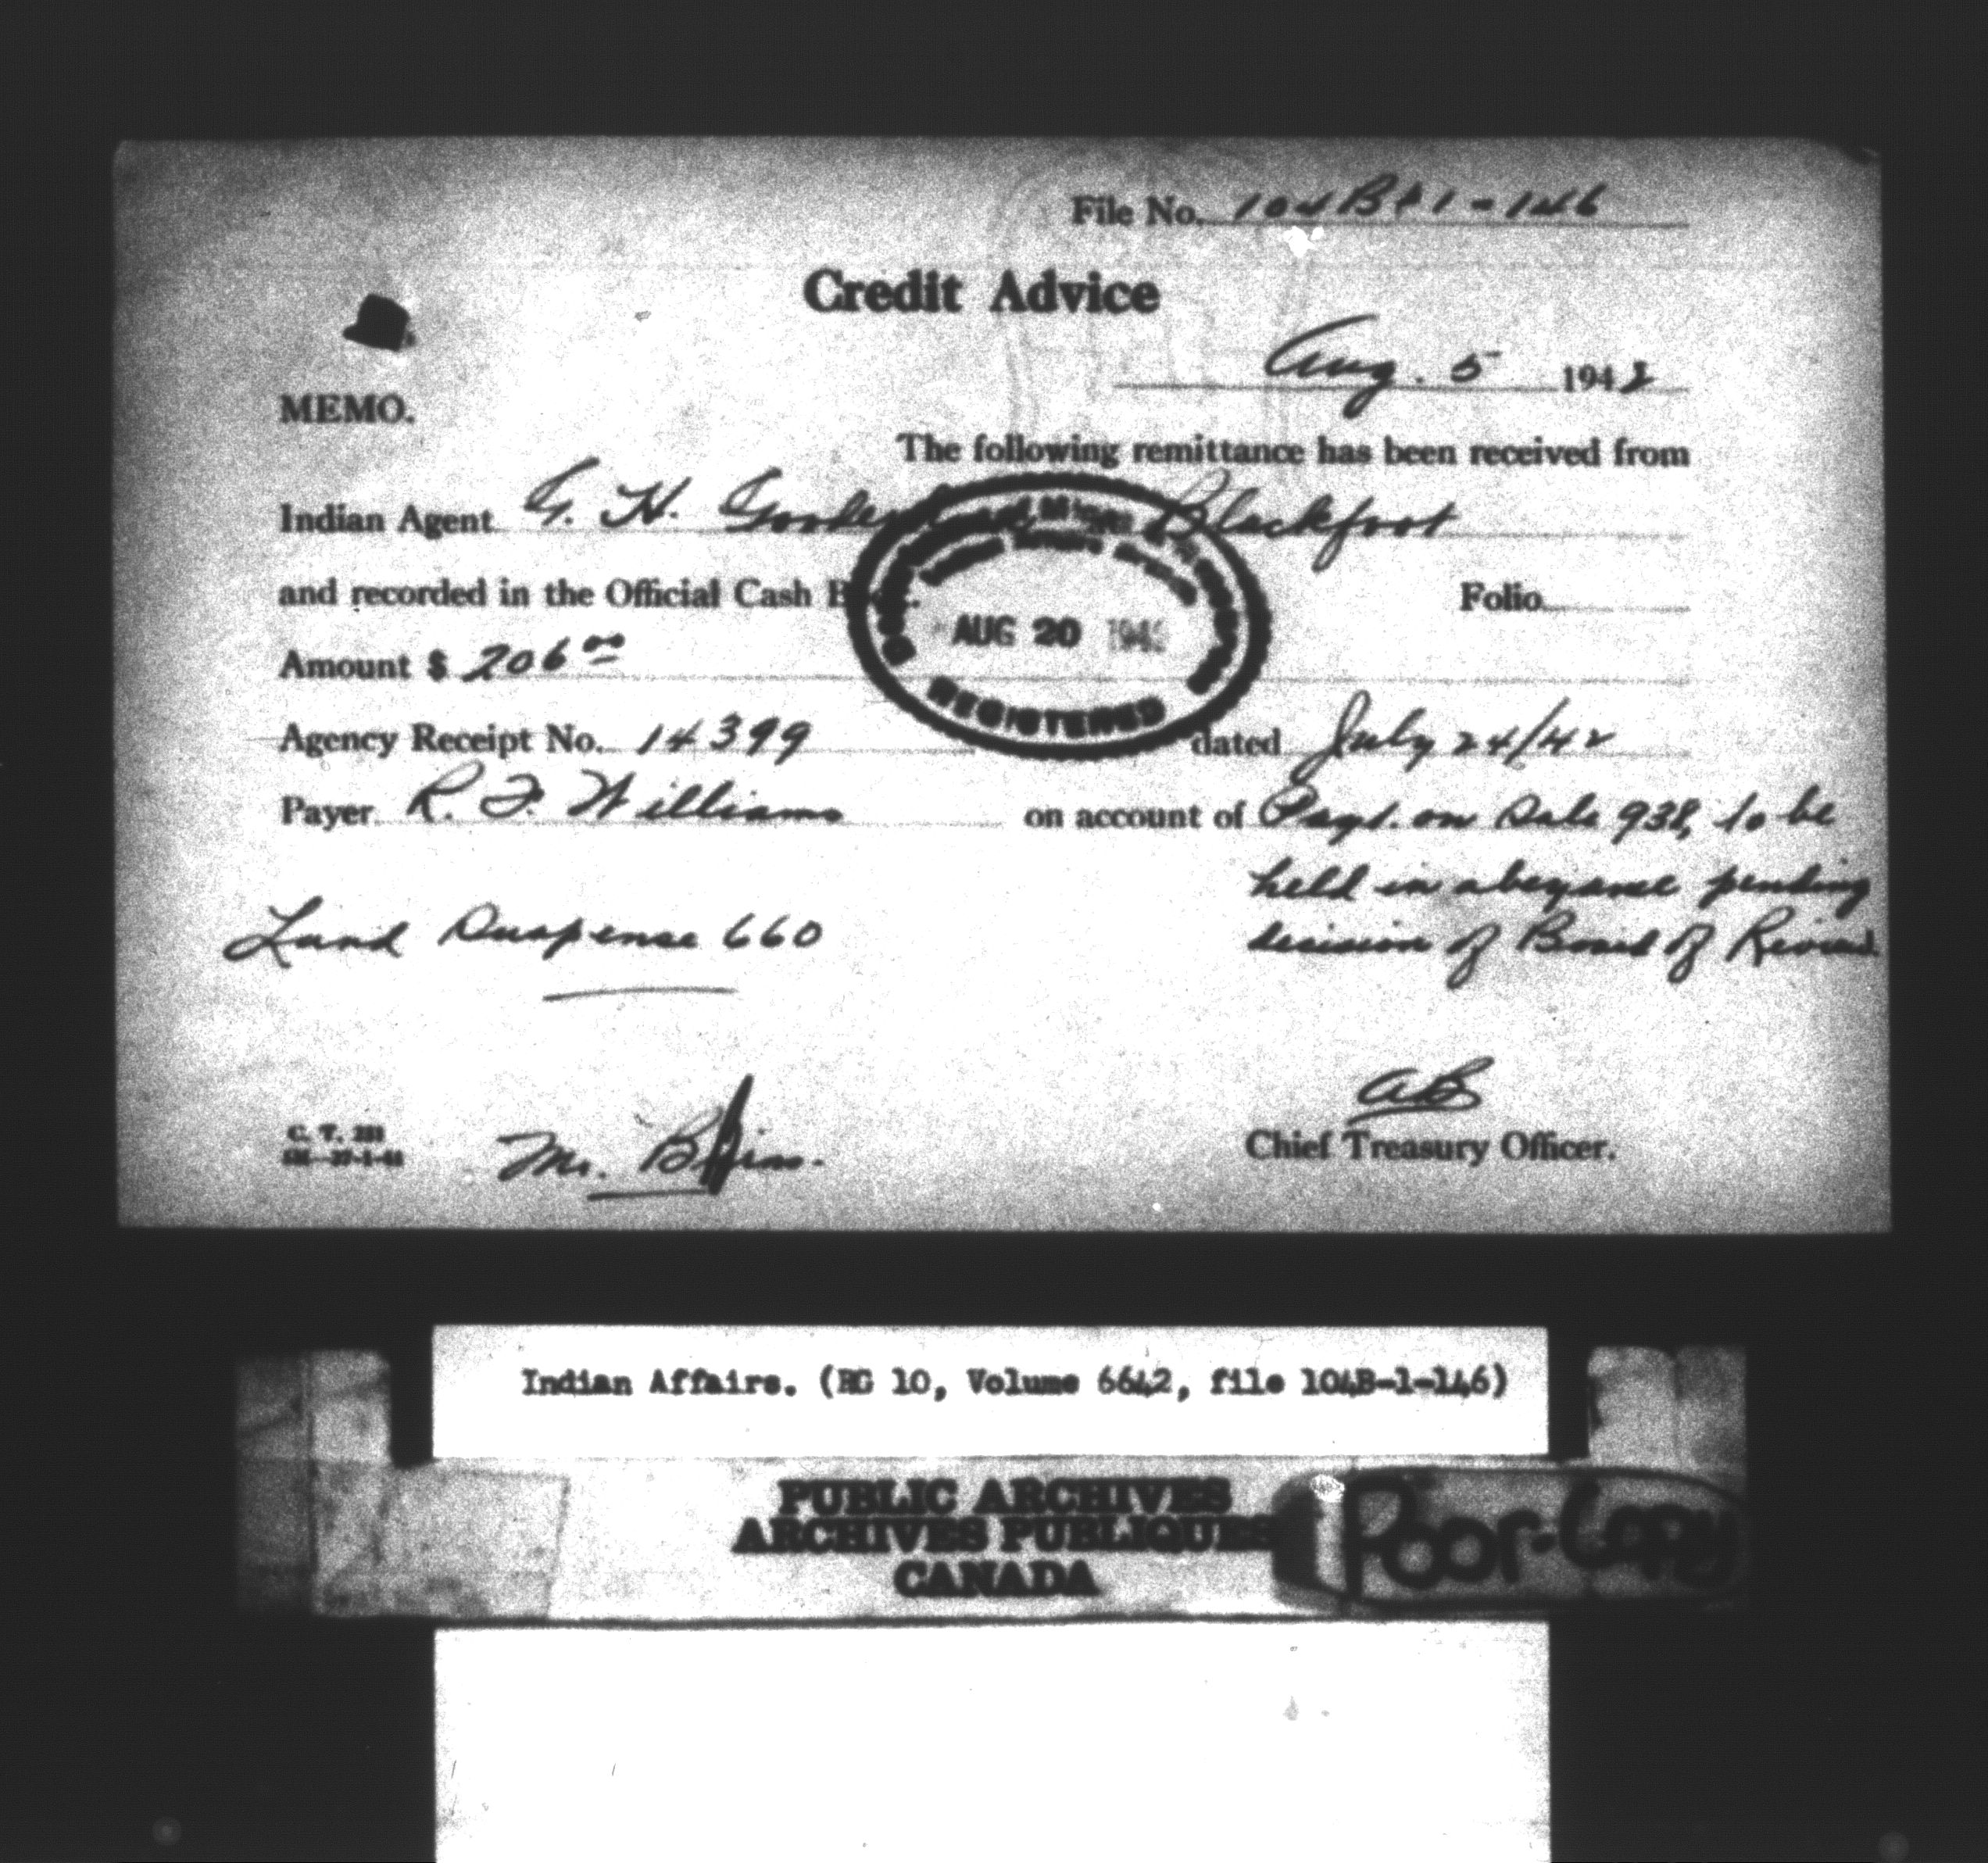 File No. 104B-1-146
Credit Advice
Aug. 5 1942
MEMO.
The following remittance has been received from
Indian Agent G. H. Blackfoot
and recorded in the Official Cash Folio
Amount $ 206.00
AUG 20 194
REGISTERED
Agency Receipt No. 14399 dated July 24/42
Payer R. F. Williams on account of Payt. on Sale 938, to be
held in abeyance pending
Land Suspense 660
decision of Board of Review.
AB
Chief Treasury Officer.
Mr.
Indian Affairs. (RG 10, Volume 6642, file 104B-1-146)
PUBLIC ARCHIVES
ARCHIVES PUBLIQUES
CANADA
Poor-Copy